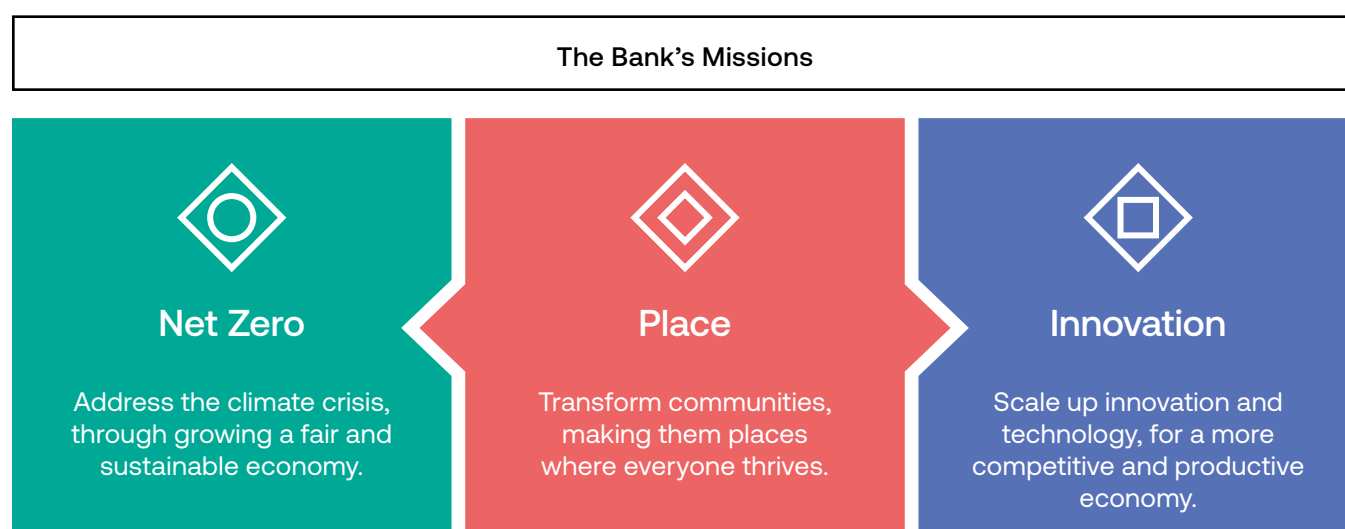 The Bank’s Missions
Net Zero
Address the climate crisis,
through growing a fair and
sustainable economy.
Place
Transform communities,
making them places
where everyone thrives.
Innovation
Scale up innovation and
technology, for a more
competitive and productive
economy.